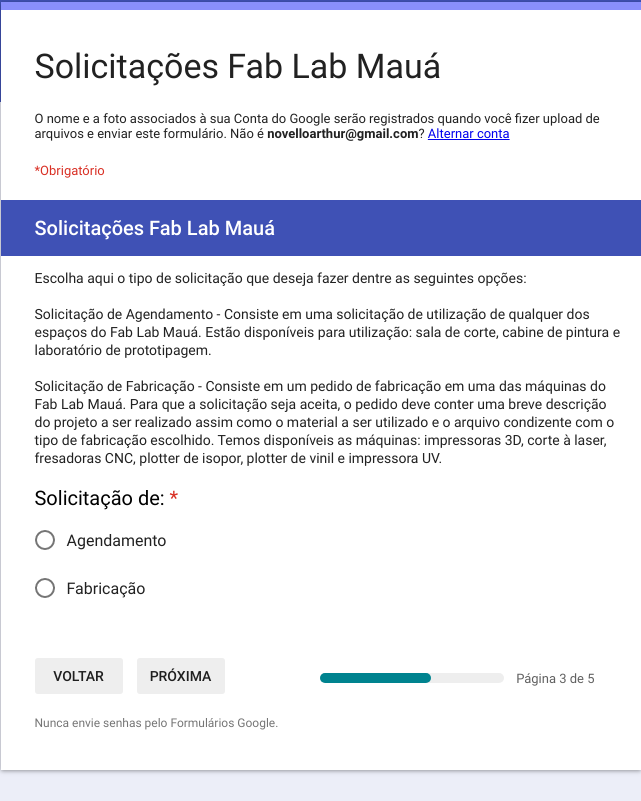 Solicitações Fab Lab Mauá
O nome e a foto associados à sua Conta do Google serão registrados quando você fizer upload de
arquivos e enviar este formulário. Não é novelloarthur@gmail.com? Alternar conta
*Obrigatório
Solicitações Fab Lab Mauá
Escolha aqui o tipo de solicitação que deseja fazer dentre as seguintes opções:
Solicitação de Agendamento - Consiste em uma solicitação de utilização de qualquer dos
espaços do Fab Lab Mauá. Estão disponíveis para utilização: sala de corte, cabine de pintura e
laboratório de prototipagem.
Solicitação de Fabricação - Consiste em um pedido de fabricação em uma das máquinas do
Fab Lab Mauá. Para que a solicitação seja aceita, o pedido deve conter uma breve descrição
do projeto a ser realizado assim como o material a ser utilizado e o arquivo condizente com o
tipo de fabricação escolhido. Temos disponíveis as máquinas: impressoras 3D, corte à laser,
fresadoras CNC, plotter de isopor, plotter de vinil e impressora UV.
Solicitação de: *
Agendamento
Fabricação
VOLTAR PRÓXIMA Página 3 de 5
Nunca envie senhas pelo Formulários Google.